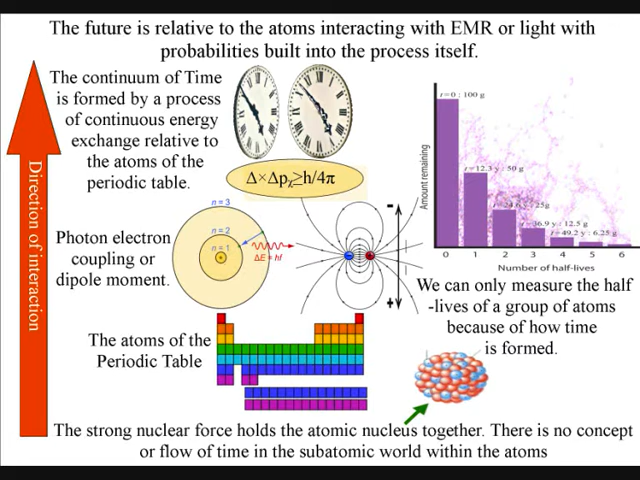 The future is relative to the atoms interacting with EMR or light with
probabilities built into the process itself.
The continuum of Time
is formed by a process
of continuous energy
exchange relative to
the atoms of the
periodic table.
Δ×Δpχ≥h/4π
Direction of interaction
Photon electron
coupling or
dipole moment.
n = 3
n = 2
n = 1
ΔE = hf
-
+
The atoms of the
Periodic Table
Amount remaining
t=0 : 100 g
t=12.3 y : 50 g
t=36.9 y : 12.5 g
t=49.2 y : 6.25 g
0 1 2 3 4 5 6
Number of half-lives
We can only measure the half
-lives of a group of atoms
because of how time
is formed.
The strong nuclear force holds the atomic nucleus together. There is no concept
or flow of time in the subatomic world within the atoms